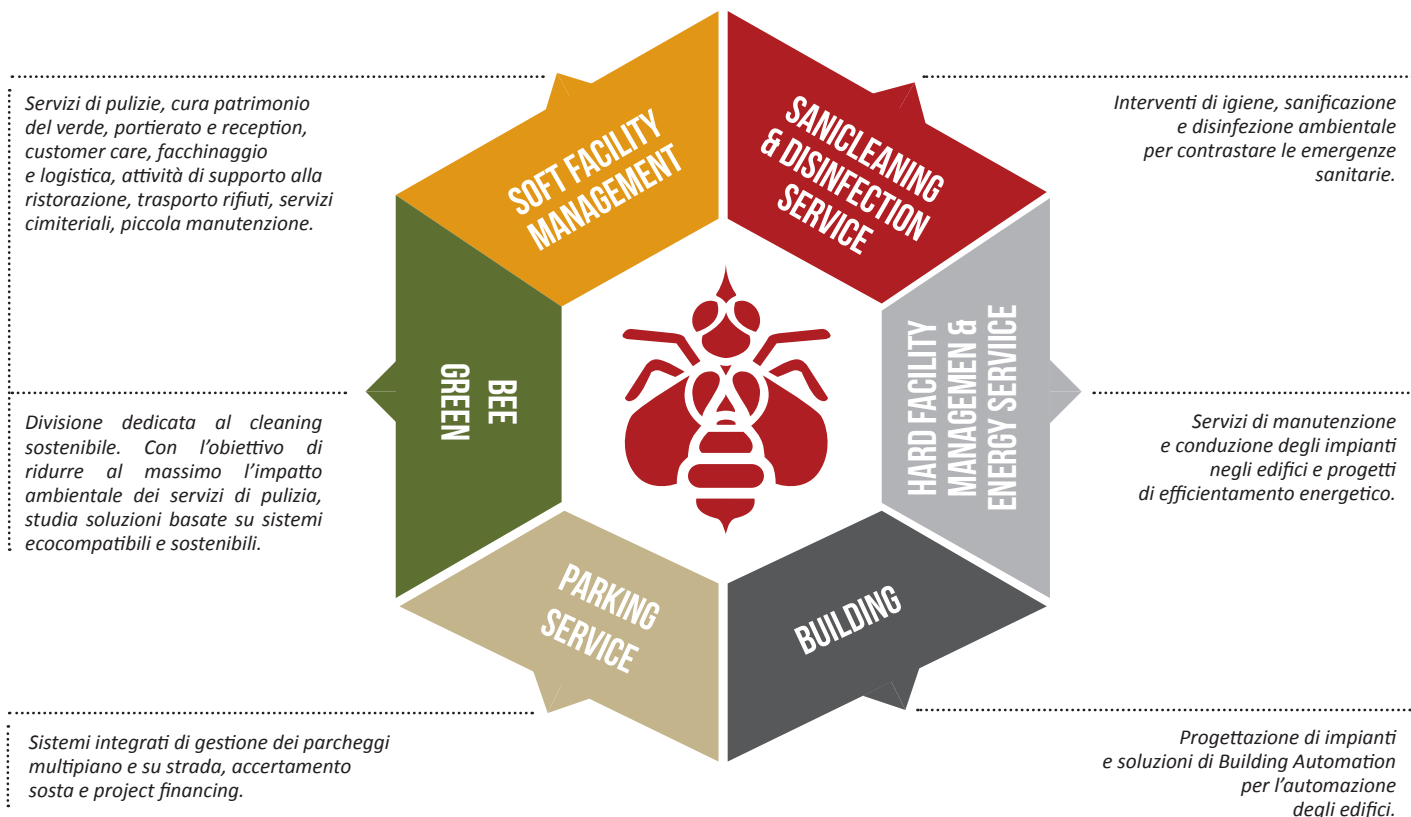 Servizi di pulizie, cura patrimonio
del verde, portierato e reception,
customer care, facchinaggio
e logistica, attività di supporto alla
ristorazione, trasporto rifiuti, servizi
cimiteriali, piccola manutenzione.
SOFT FACILITY
MANAGEMENT
SANICLEANING
& DISINFECTION
SERVICE
Interventi di igiene, sanificazione
e disinfezione ambientale
per contrastare le emergenze
sanitarie.
Divisione dedicata al cleaning
sostenibile. Con l’obiettivo di
ridurre al massimo l’impatto
ambientale dei servizi di pulizia,
studia soluzioni basate su sistemi
ecocompatibili e sostenibili.
BEE
GREEN
HARD FACILITY
MANAGEMEN &
ENERGY SERVIICE
Servizi di manutenzione
e conduzione degli impianti
negli edifici e progetti
di efficientamento energetico.
Sistemi integrati di gestione dei parcheggi
multipiano e su strada, accertamento
sosta e project financing.
PARKING
SERVICE
BUILDING
Progettazione di impianti
e soluzioni di Building Automation
per l’automazione
degli edifici.